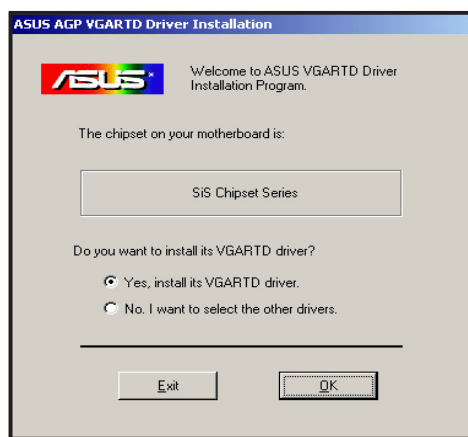 ASUS AGP VGARTD Driver Installation
ASUS
Welcome to ASUS VGARTD Driver
Installation Program.
The chipset on your motherboard is:
SiS Chipset Series
Do you want to install its VGARTD driver?
Yes, install its VGARTD driver.
No. I want to select the other drivers.
Exit
OK